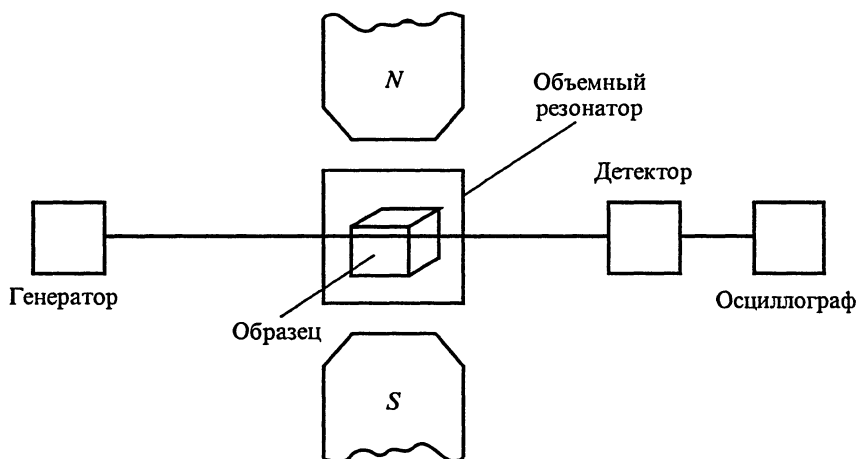 N
Объемный
резонатор
Детектор
Генератор
Образец
Осциллограф
S